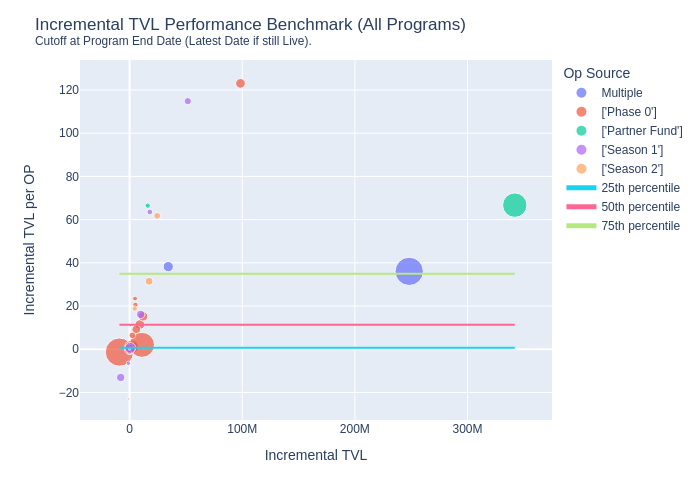 Incremental TVL Performance Benchmark (All Programs)
Cutoff at Program End Date (Latest Date if still Live).
Incremental TVL per OP
120
100
80
60
40
20
0
−20
0
100M
200M
300M
Incremental TVL
Op Source
Multiple
['Phase 0']
['Partner Fund']
['Season 1']
['Season 2']
25th percentile
50th percentile
75th percentile